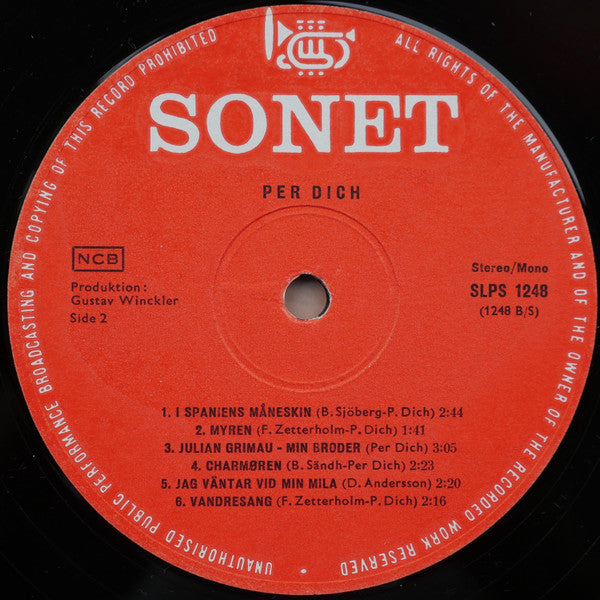 SONET
PER DICH
NCB
Produktion:
Gustav Winckler
Side 2
Stereo/Mono
SLPS 1248
(1248 B/S)
1. I SPANIENS MÅNESKIN (B. Sjöberg-P. Dich) 2:44
2. MYREN (F. Zetterholm-P. Dich) 1:41
3. JULIAN GRIMAU - MIN BRODER (Per Dich) 3:05
4. CHARMØREN (B. Sändh-Per Dich) 2:23
5. JAG VÄNTAR VID MIN MILA (D. Andersson) 2:20
6. VANDRESANG (F. Zetterholm-P. Dich) 2:16
ALL RIGHTS OF THE MANUFACTURER AND OF THE OWNER OF THE RECORDED WORK RESERVED
UNAUTHORISED PUBLIC PERFORMANCE BROADCASTING AND COPYING OF THIS RECORD PROHIBITED